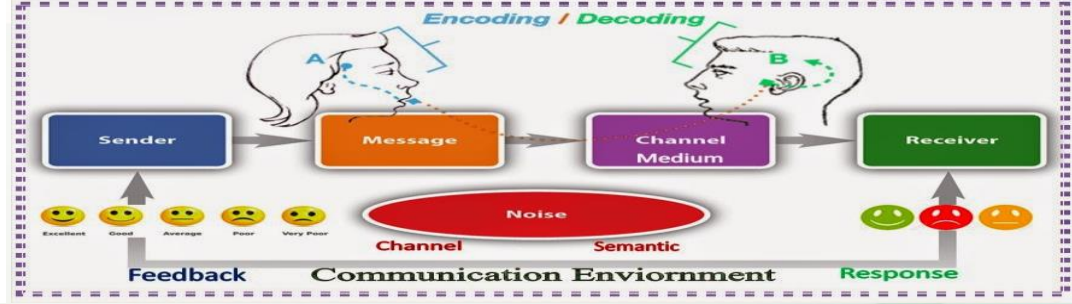 Encoding / Decoding
A
B
Sender
Message
Channel
Medium
Receiver
Noise
Excellent
Good
Average
Poor
Very Poor
Channel
Semantic
Feedback
Communication Enviornment
Response